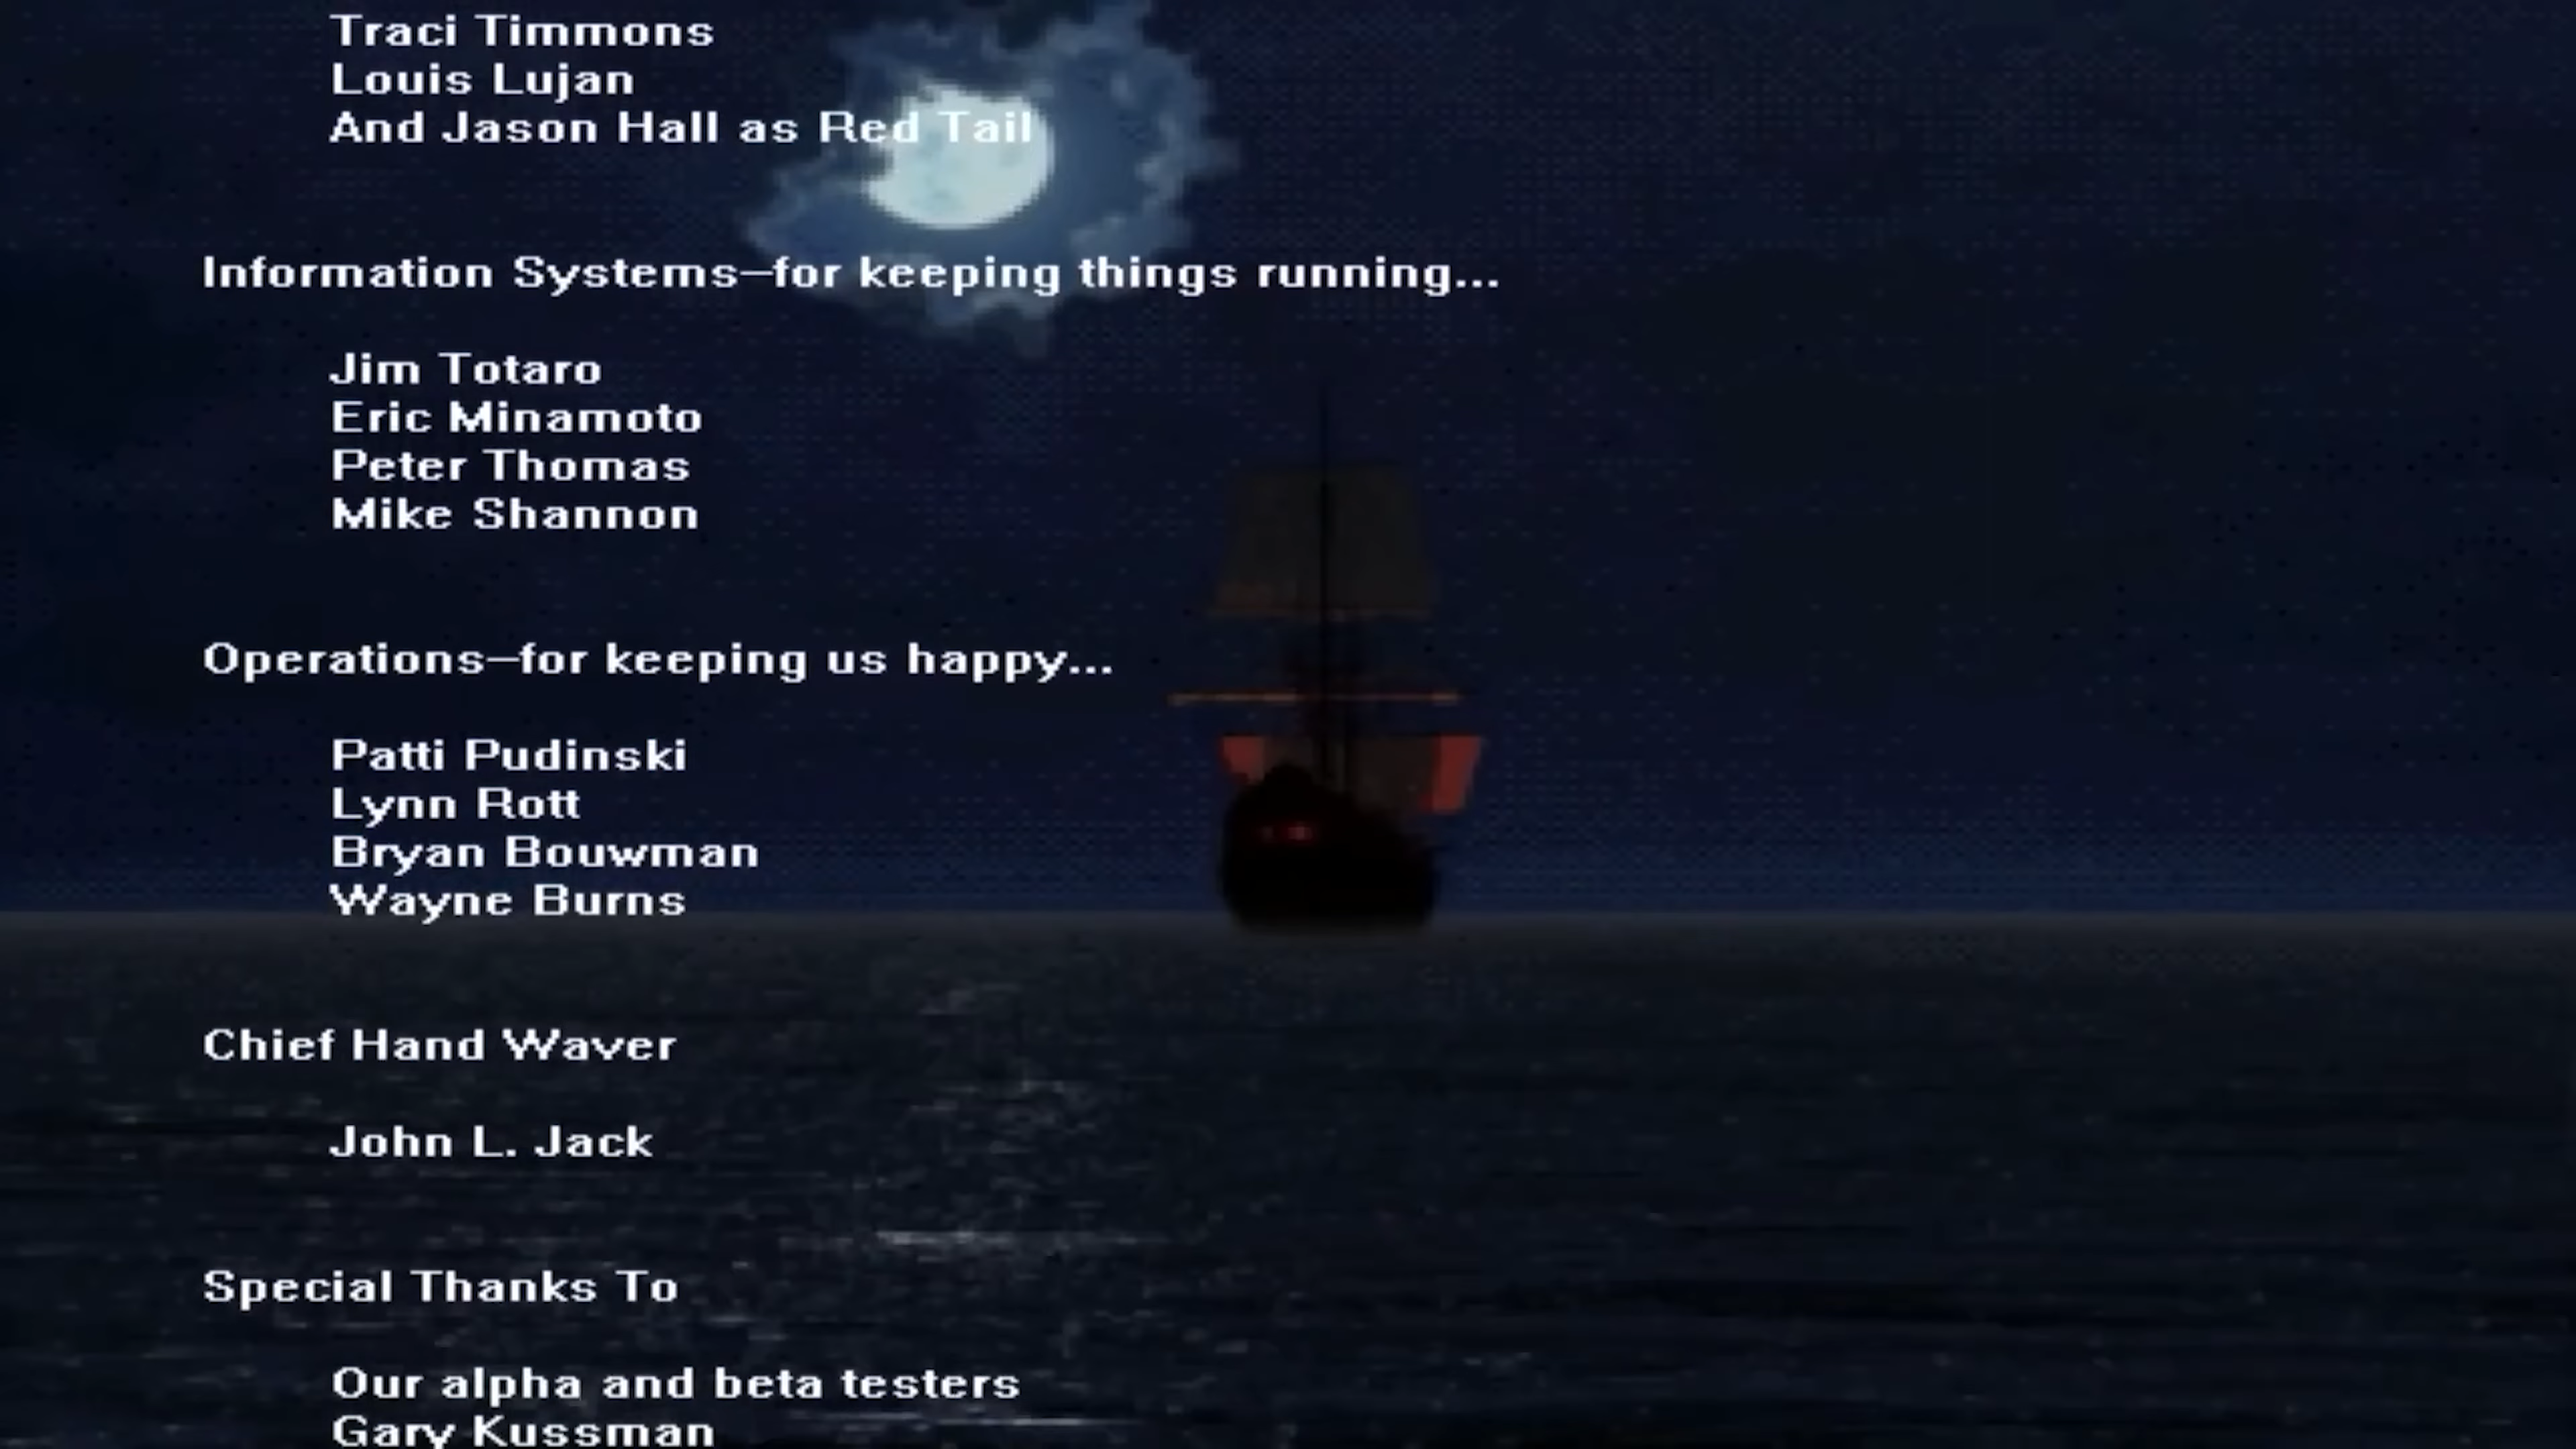 Traci Timmons
Louis Lujan
And Jason Hall as Red Tail
Information Systems—for keeping things running...
Jim Totaro
Eric Minamoto
Peter Thomas
Mike Shannon
Operations—for keeping us happy...
Patti Pudinski
Lynn Rott
Bryan Bouwman
Wayne Burns
Chief Hand Waver
John L. Jack
Special Thanks To
Our alpha and beta testers
Gary Kussman